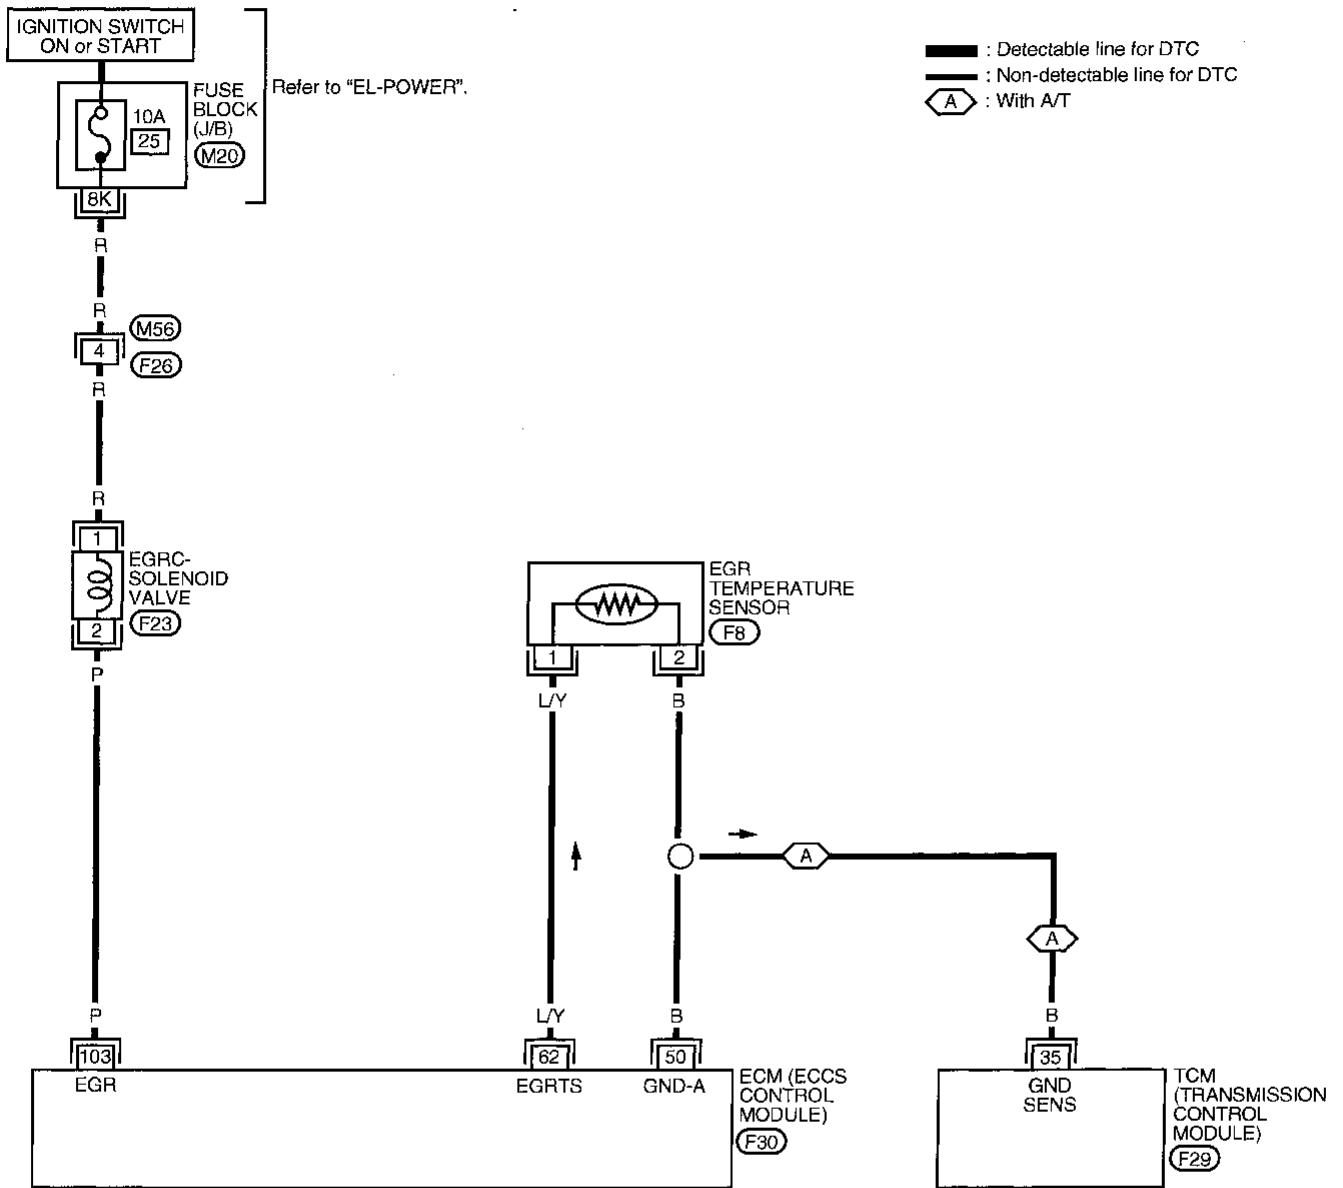 IGNITION SWITCH
ON or START
Refer to "EL-POWER".
FUSE
BLOCK
(J/B)
M20
10A
25
8K
: Detectable line for DTC
: Non-detectable line for DTC
A : With A/T
R
R
M56
4
F26
R
R
1
EGRC-
SOLENOID
VALVE
F23
2
P
EGR
TEMPERATURE
SENSOR
F8
1 2
L/Y B
A
A
P L/Y B B
103 62 50 35
EGR EGRTS GND-A
ECM (ECCS
CONTROL
MODULE)
F30
GND
SENS
TCM
(TRANSMISSION
CONTROL
MODULE)
F29